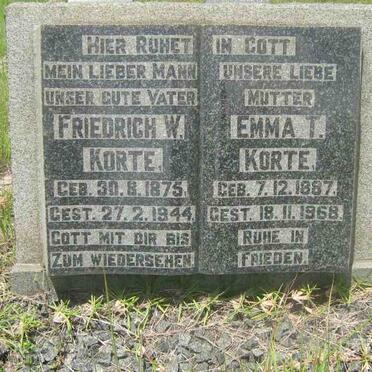 HIER RUHET IN GOTT
MEIN LIEBER MANN
UNSER GUTE VATER
FRIEDRICH W.
KORTE.
GEB. 30. 6. 1875.
GEST. 27. 2. 1944.
GOTT MIT DIR BIS
ZUM WIEDERSEHEN
UNSERE LIEBE
MUTTER
EMMA T.
KORTE.
GEB. 7. 12. 1887.
GEST. 18. 11. 1968.
RUHE IN
FRIEDEN.